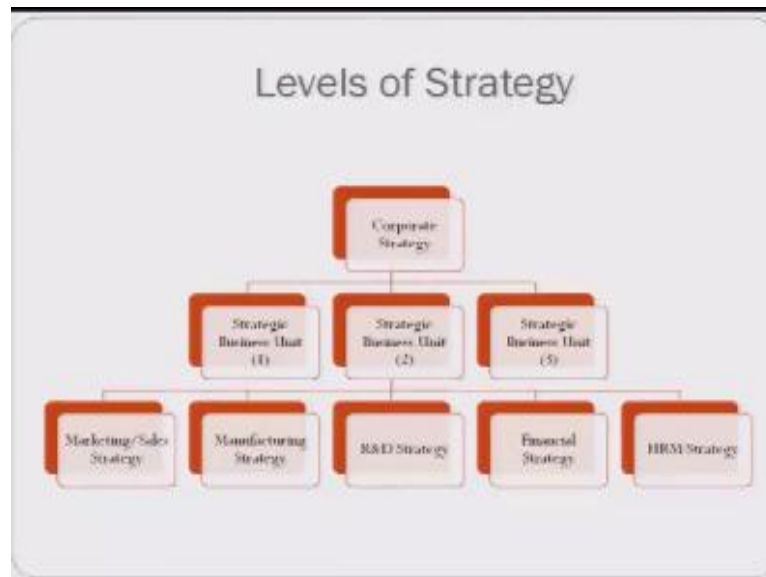 Levels of Strategy
Corporate
Strategy
Strategic
Business Unit
(1)
Strategic
Business Unit
(2)
Strategic
Business Unit
(3)
Marketing/Sales
Strategy
Manufacturing
Strategy
R&D Strategy
Financial
Strategy
HRM Strategy